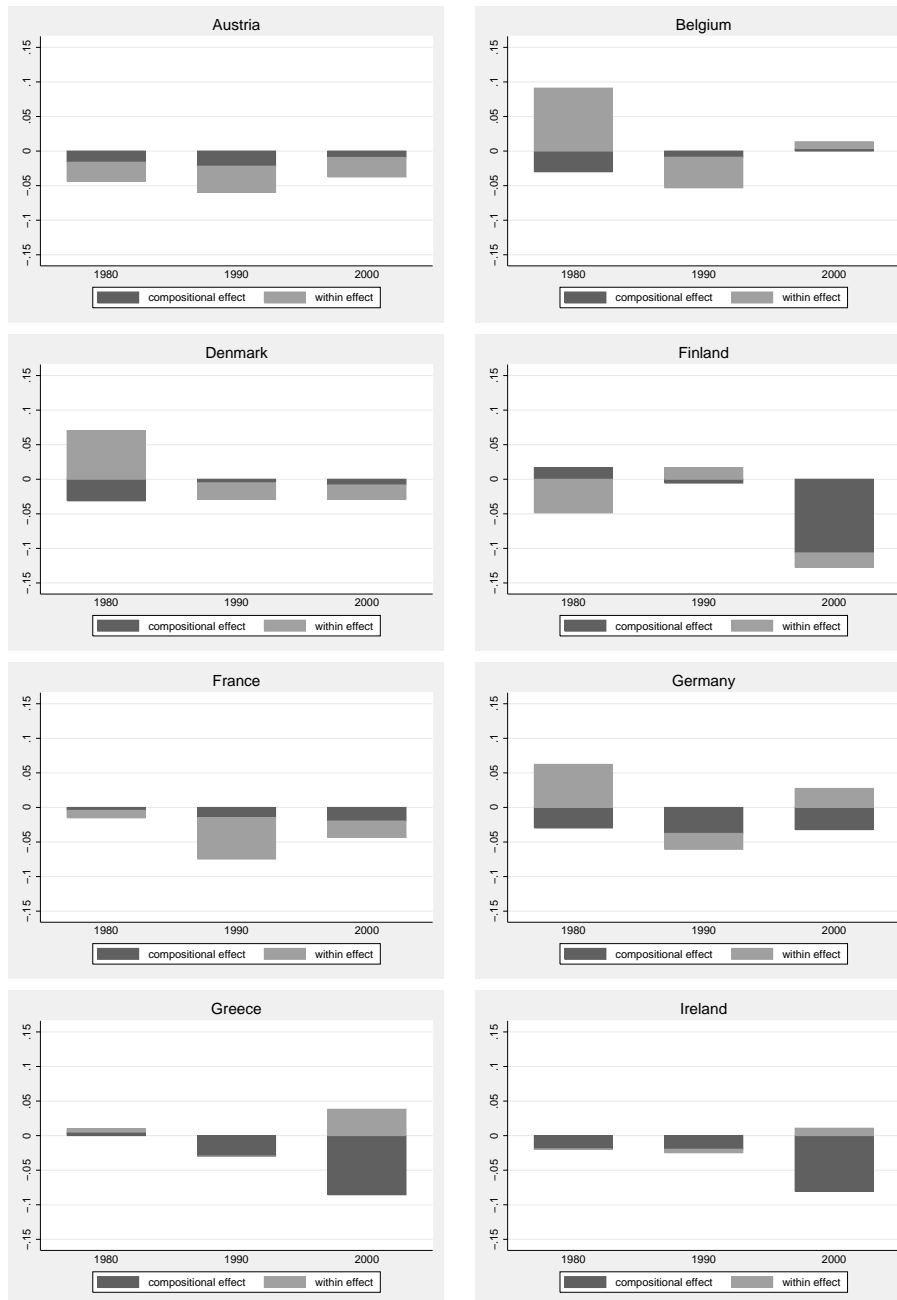 Austria
.15
.1
.05
0
−.05
−.1
−.15
1980 1990 2000
compositional effect within effect
Belgium
.15
.1
.05
0
−.05
−.1
−.15
1980 1990 2000
compositional effect within effect
Denmark
.15
.1
.05
0
−.05
−.1
−.15
1980 1990 2000
compositional effect within effect
Finland
.15
.1
.05
0
−.05
−.1
−.15
1980 1990 2000
compositional effect within effect
France
.15
.1
.05
0
−.05
−.1
−.15
1980 1990 2000
compositional effect within effect
Germany
.15
.1
.05
0
−.05
−.1
−.15
1980 1990 2000
compositional effect within effect
Greece
.15
.1
.05
0
−.05
−.1
−.15
1980 1990 2000
compositional effect within effect
Ireland
.15
.1
.05
0
−.05
−.1
−.15
1980 1990 2000
compositional effect within effect